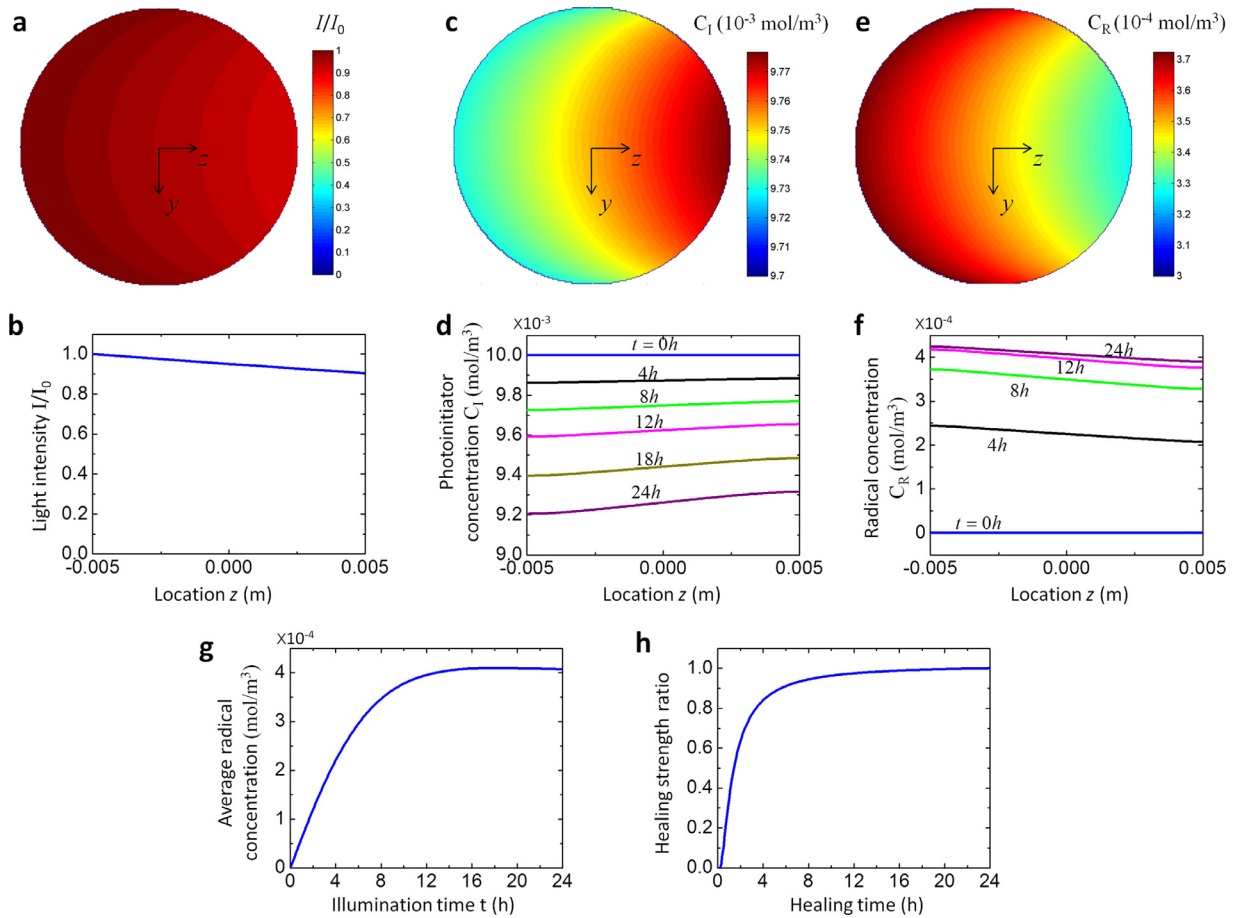 a
I/I0
1
0.9
0.8
0.7
0.6
0.5
0.4
0.3
0.2
0.1
0
z
y
c
CI (10-3 mol/m3)
9.77
9.76
9.75
9.74
9.73
9.72
9.71
9.7
z
y
e
CR (10-4 mol/m3)
3.7
3.6
3.5
3.4
3.3
3.2
3.1
3
z
y
b
Light intensity I/I0
1.0
0.8
0.6
0.4
0.2
0.0
-0.005 0.000 0.005
Location z (m)
d
X10-3
Photoinitiator
concentration CI (mol/m3)
10.0
9.8
9.6
9.4
9.2
9.0
t = 0h
4h
8h
12h
18h
24h
-0.005 0.000 0.005
Location z (m)
f
X10-4
Radical concentration
CR (mol/m3)
4
3
2
1
0
24h
12h
8h
4h
t = 0h
-0.005 0.000 0.005
Location z (m)
g
X10-4
Average radical
concentration (mol/m3)
4
3
2
1
0
0 4 8 12 16 20 24
Illumination time t (h)
h
Healing strength ratio
1.0
0.8
0.6
0.4
0.2
0.0
0 4 8 12 16 20 24
Healing time (h)